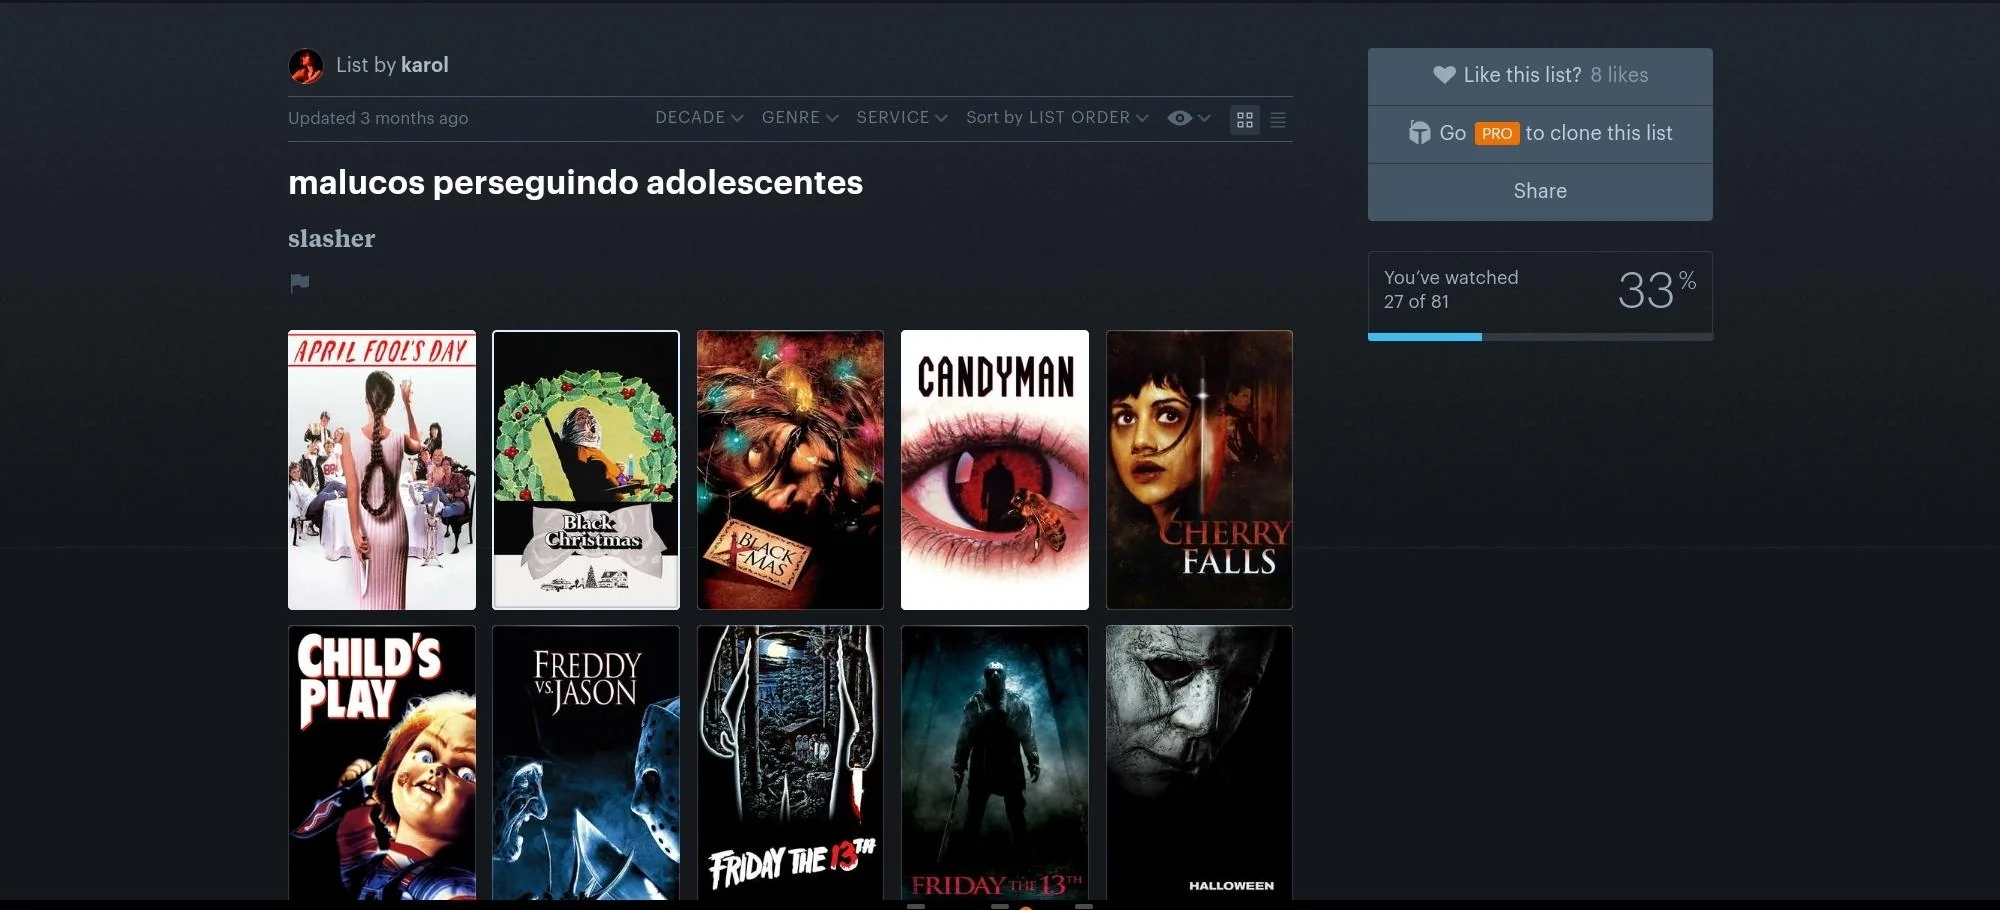 List by karol
Updated 3 months ago
DECADE GENRE SERVICE Sort by LIST ORDER
malucos perseguindo adolescentes
slasher
Like this list? 8 likes
Go PRO to clone this list
Share
You’ve watched
27 of 81
33%
APRIL FOOL'S DAY
88
Black
Christmas
BLACK
X-MAS
CANDYMAN
CHERRY
FALLS
CHILD'S
PLAY
FREDDY
VS. JASON
FRIDAY THE 13TH
FRIDAY THE 13TH
HALLOWEEN